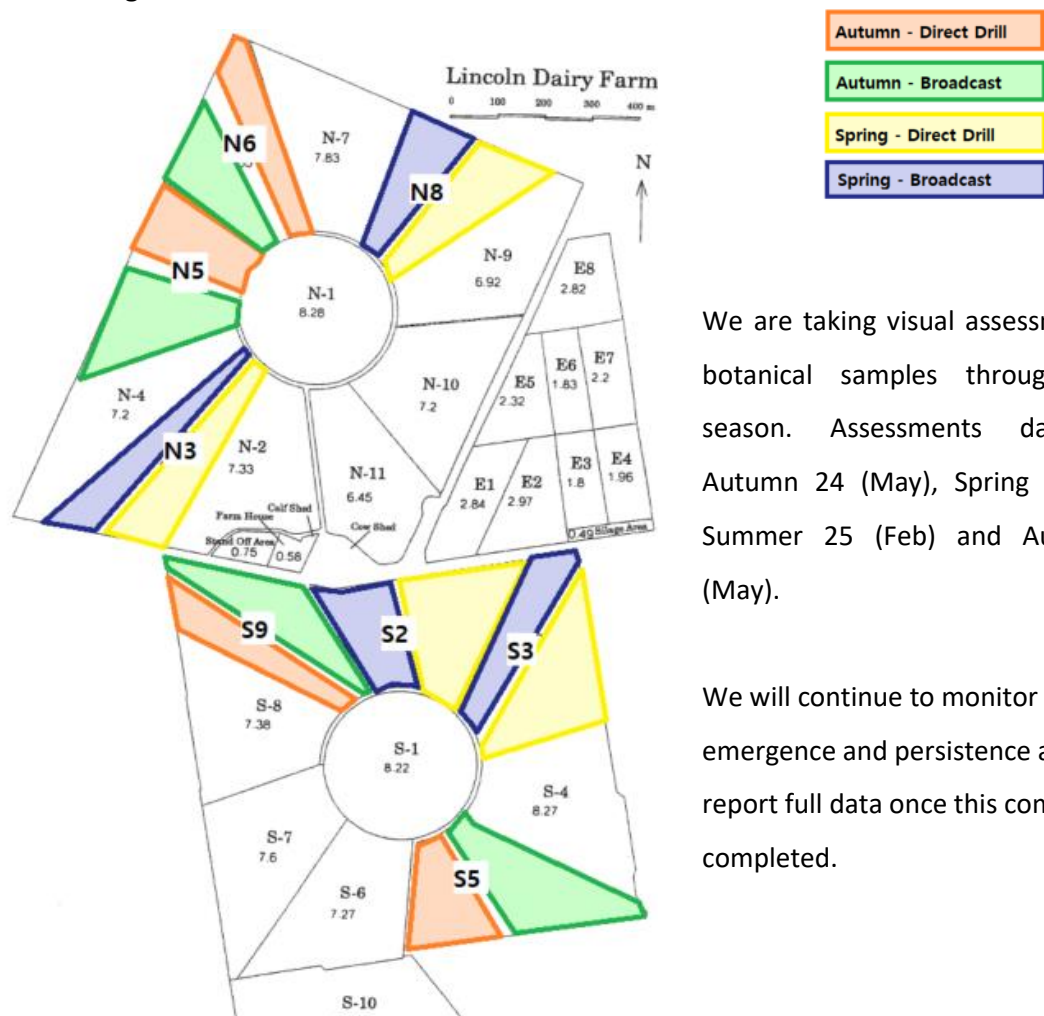 Autumn - Direct Drill
Autumn - Broadcast
Spring - Direct Drill
Spring - Broadcast
Lincoln Dairy Farm
0 100 200 300 400 m
N
N-7
7.83
N6
N8
N5
N-1
8.28
N-9
6.92
E8
2.82
N-4
7.2
N3
N-2
7.33
N-10
7.2
N-11
6.45
E5
2.32
E6
1.83
E7
2.2
E1
2.84
E2
2.97
E3
1.8
E4
1.96
Farm House
Calf Shed
Stand Off Area
0.75
0.58
Cow Shed
0.49 Silage Area
S9
S2
S3
S-8
7.38
S-1
8.22
S-4
8.27
S-7
7.6
S-6
7.27
S5
S-10
We are taking visual
botanical samples
season. Assessments
Autumn 24 (May), Spring
Summer 25 (Feb) and
(May).
We will continue to monitor
emergence and persistence
report full data once this
completed.